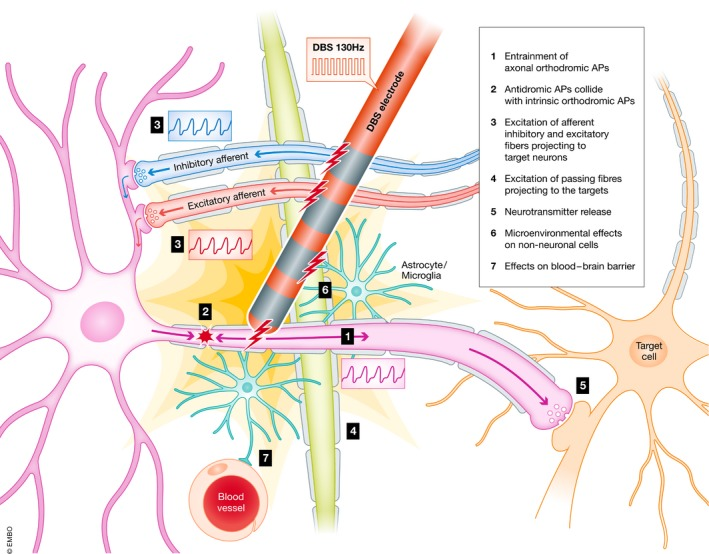 DBS 130Hz
DBS electrode
1 Entrainment of
axonal orthodromic APs
2 Antidromic APs collide
with intrinsic orthodromic APs
3 Excitation of afferent
inhibitory and excitatory
fibers projecting to
target neurons
4 Excitation of passing fibres
projecting to the targets
5 Neurotransmitter release
6 Microenvironmental effects
on non-neuronal cells
7 Effects on blood–brain barrier
3
Inhibitory afferent
Excitatory afferent
3
Astrocyte/
Microglia
6
2
1
Target
cell
5
4
7
Blood
vessel
© EMBO